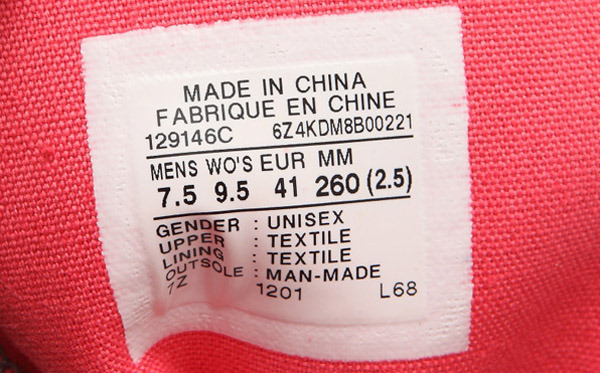 MADE IN CHINA
FABRIQUE EN CHINE
129146C 6Z4KDM8B00221
MENS WO'S EUR MM
7.5 9.5 41 260 (2.5)
GENDER : UNISEX
UPPER : TEXTILE
LINING : TEXTILE
OUTSOLE : MAN-MADE
7Z 1201 L68